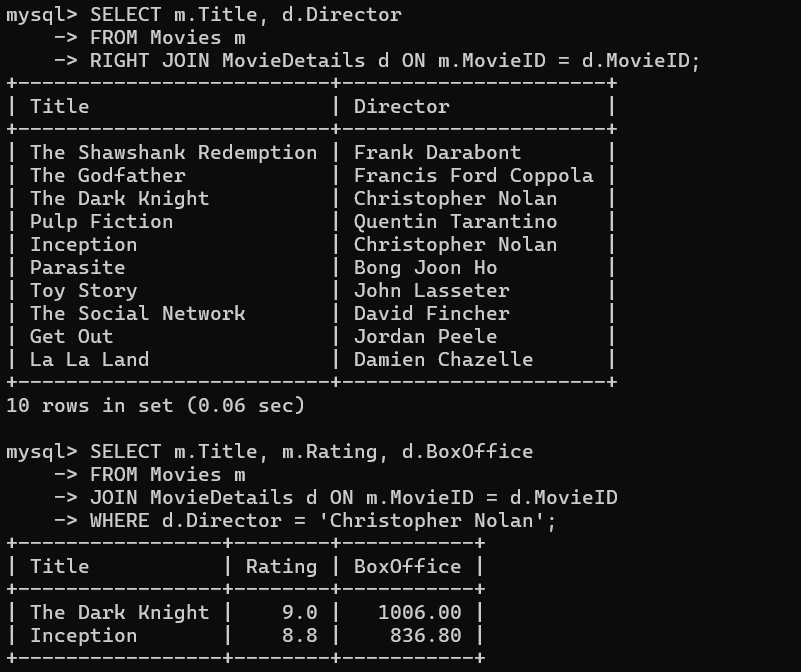 mysql> SELECT m.Title, d.Director
    -> FROM Movies m
    -> RIGHT JOIN MovieDetails d ON m.MovieID = d.MovieID;
+--------------------------+----------------------+
| Title                    | Director             |
+--------------------------+----------------------+
| The Shawshank Redemption | Frank Darabont       |
| The Godfather            | Francis Ford Coppola |
| The Dark Knight          | Christopher Nolan    |
| Pulp Fiction             | Quentin Tarantino    |
| Inception                | Christopher Nolan    |
| Parasite                 | Bong Joon Ho         |
| Toy Story                | John Lasseter        |
| The Social Network       | David Fincher        |
| Get Out                  | Jordan Peele         |
| La La Land               | Damien Chazelle      |
+--------------------------+----------------------+
10 rows in set (0.06 sec)

mysql> SELECT m.Title, m.Rating, d.BoxOffice
    -> FROM Movies m
    -> JOIN MovieDetails d ON m.MovieID = d.MovieID
    -> WHERE d.Director = 'Christopher Nolan';
+-----------------+--------+-----------+
| Title           | Rating | BoxOffice |
+-----------------+--------+-----------+
| The Dark Knight |    9.0 |   1006.00 |
| Inception       |    8.8 |    836.80 |
+-----------------+--------+-----------+